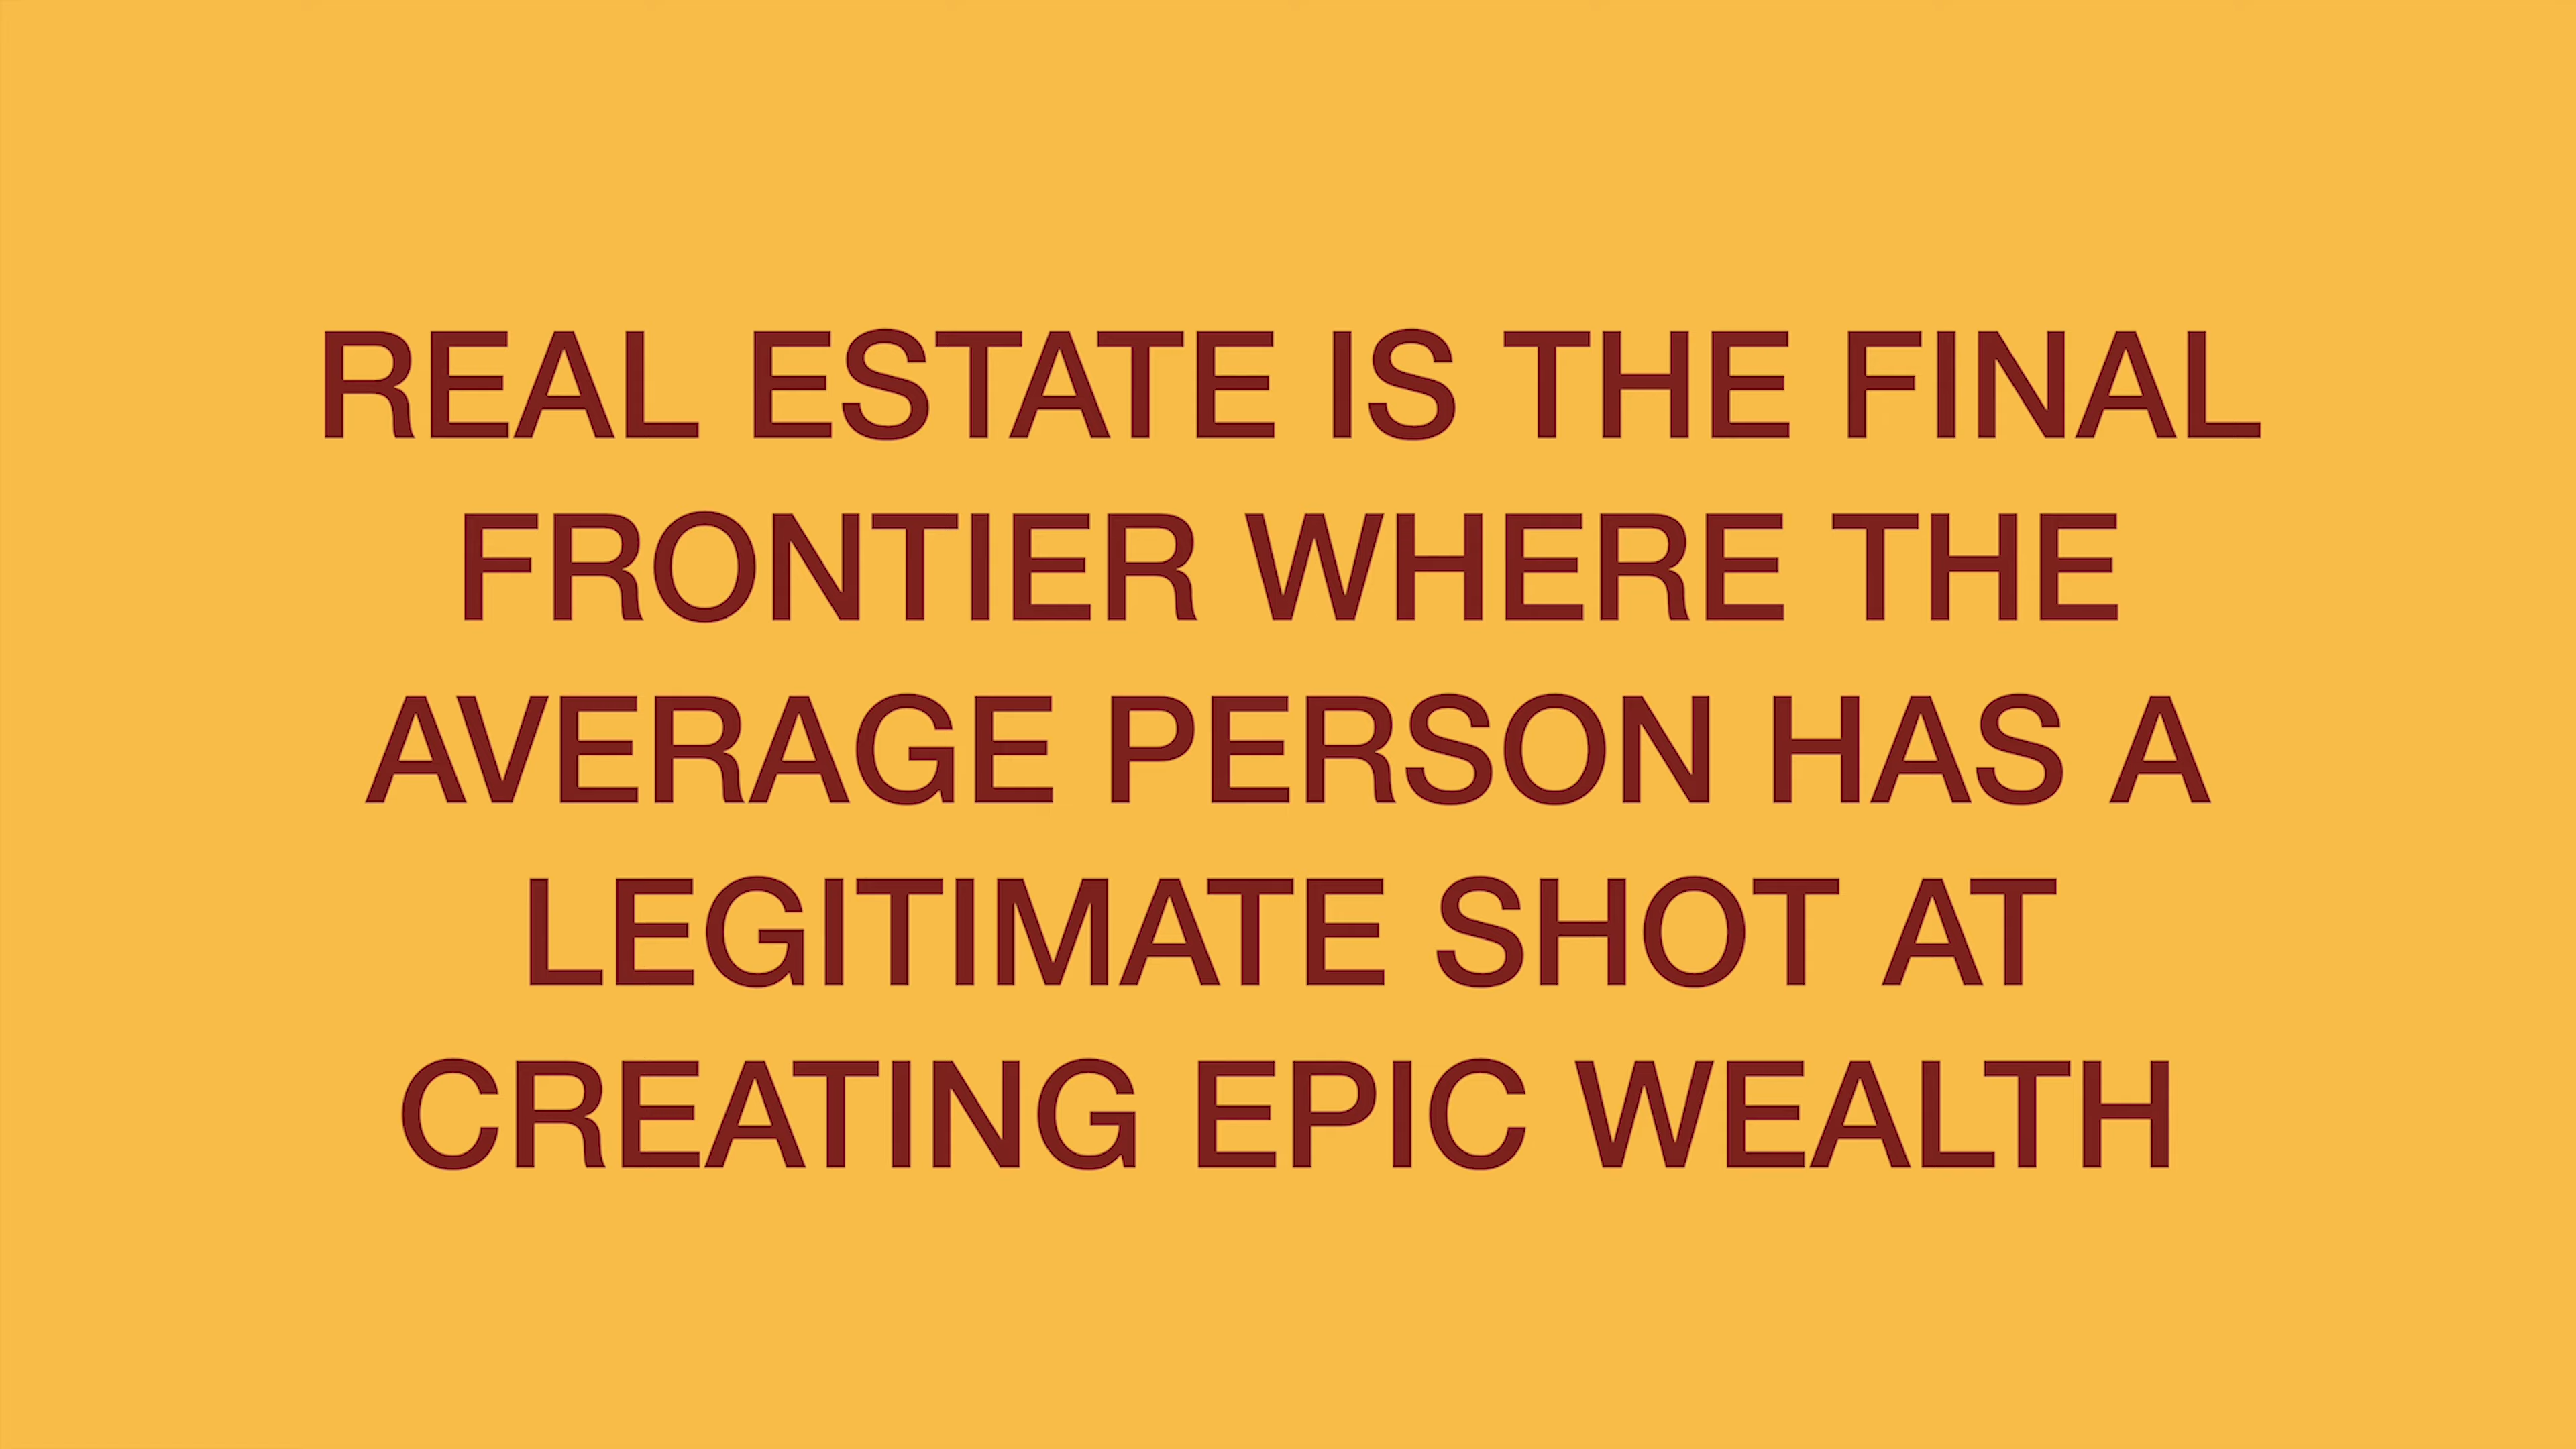 REAL ESTATE IS THE FINAL
FRONTIER WHERE THE
AVERAGE PERSON HAS A
LEGITIMATE SHOT AT
CREATING EPIC WEALTH